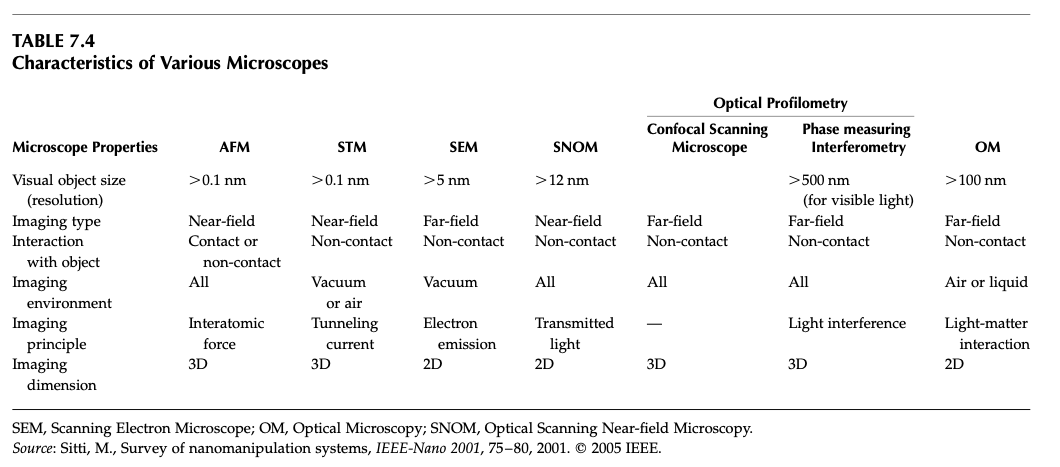 TABLE 7.4
Characteristics of Various Microscopes
Optical Profilometry
Confocal Scanning Phase measuring
Microscope Properties AFM STM SEM SNOM Microscope Interferometry OM
Visual object size >0.1 nm >0.1 nm >5 nm >12 nm >500 nm >100 nm
(resolution) (for visible light)
Imaging type Near-field Near-field Far-field Near-field Far-field Far-field Far-field
Interaction Contact or Non-contact Non-contact Non-contact Non-contact Non-contact Non-contact
with object non-contact
Imaging All Vacuum Vacuum All All All Air or liquid
environment or air
Imaging Interatomic Tunneling Electron Transmitted — Light interference Light-matter
principle force current emission light interaction
Imaging 3D 3D 2D 2D 3D 3D 2D
dimension
SEM, Scanning Electron Microscope; OM, Optical Microscopy; SNOM, Optical Scanning Near-field Microscopy.
Source: Sitti, M., Survey of nanomanipulation systems, IEEE-Nano 2001, 75–80, 2001. © 2005 IEEE.